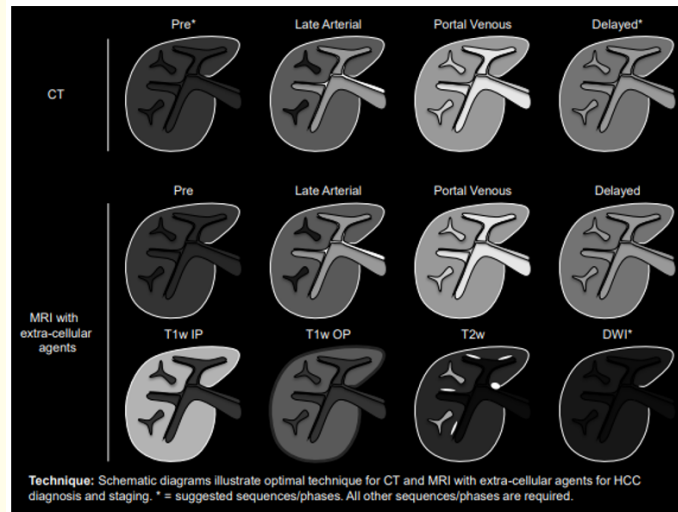 Pre* Late Arterial Portal Venous Delayed*
CT
Pre Late Arterial Portal Venous Delayed
MRI with
extra-cellular
agents
T1w IP T1w OP T2w DWI*
Technique: Schematic diagrams illustrate optimal technique for CT and MRI with extra-cellular agents for HCC
diagnosis and staging. * = suggested sequences/phases. All other sequences/phases are required.